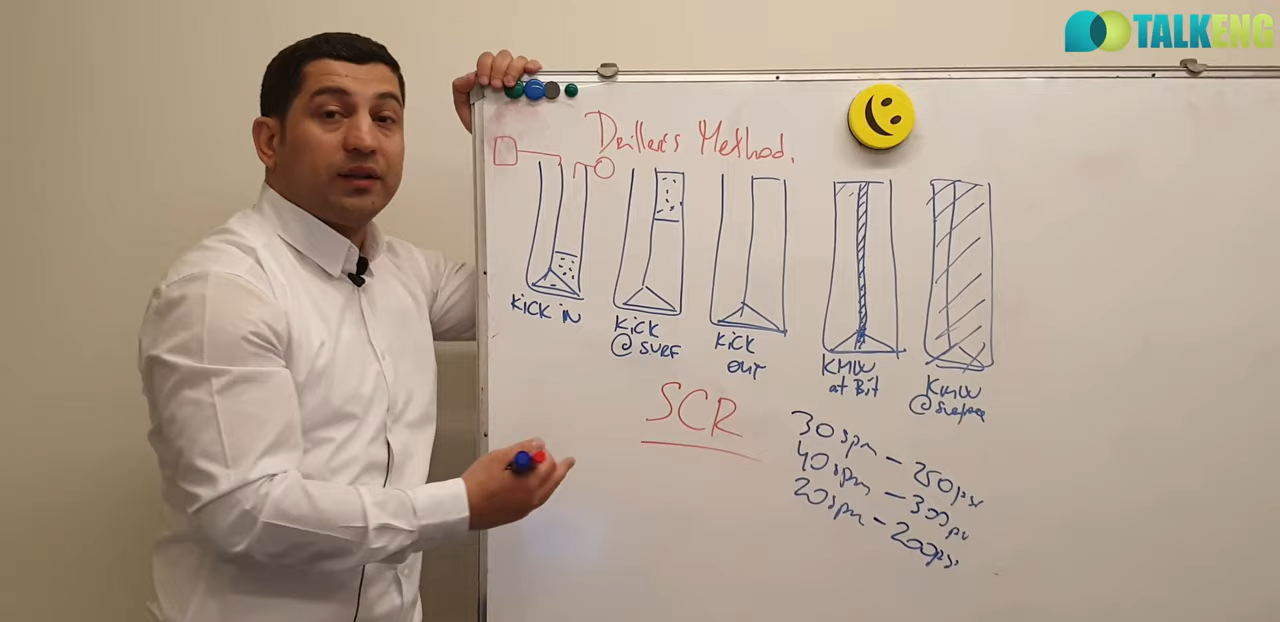 TALKENG
Driller's Method.
KICK IN
KICK
@ SURF
KICK
OUT
KMW
at Bit
KMW
@ Surface
SCR
30 spm - 250 psi
40 spm - 300 psi
20 spm - 200 psi